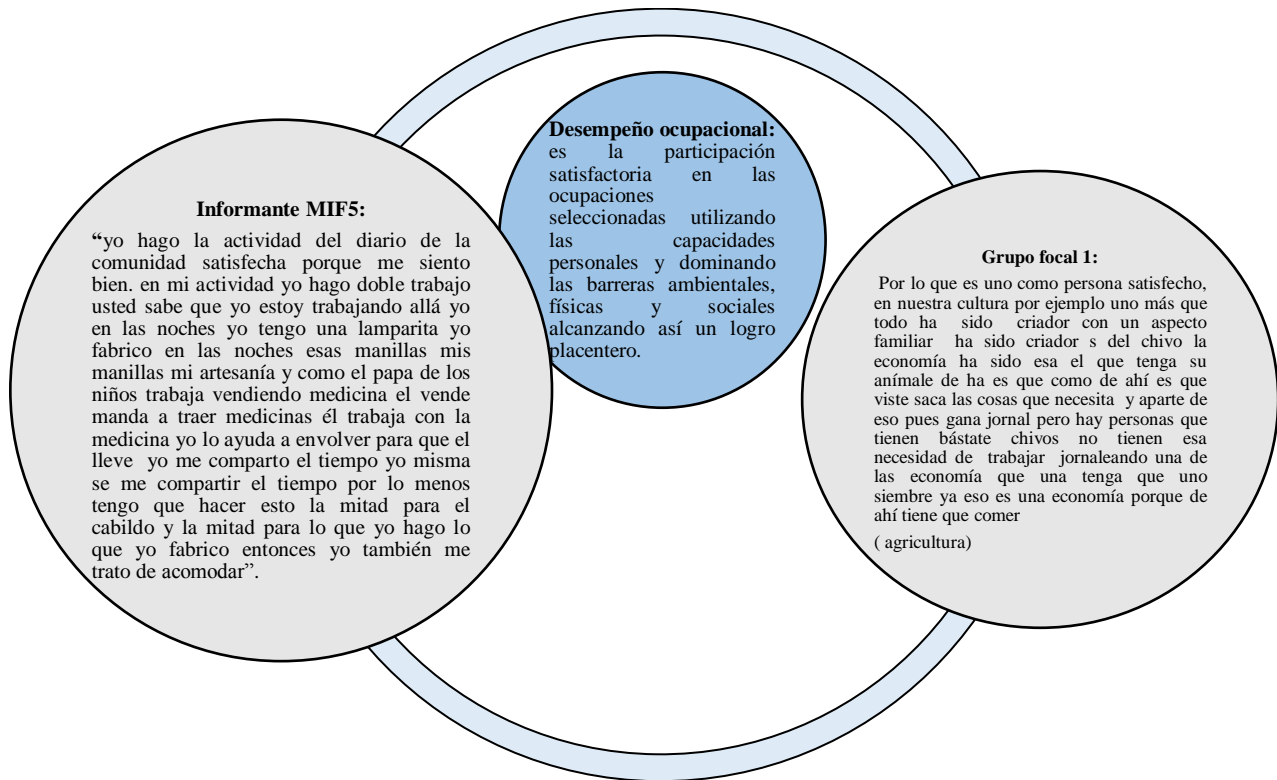 Desempeño ocupacional:
es la participación
satisfactoria en las
ocupaciones
seleccionadas utilizando
las capacidades
personales y dominando
las barreras ambientales,
físicas y sociales
alcanzando así un logro
placentero.
Informante MIF5:
“yo hago la actividad del diario de la
comunidad satisfecha porque me siento
bien. en mi actividad yo hago doble trabajo
usted sabe que yo estoy trabajando allá yo
en las noches yo tengo una lamparita yo
fabrico en las noches esas manillas mis
manillas mi artesanía y como el papa de los
niños trabaja vendiendo medicina el vende
manda a traer medicinas él trabaja con la
medicina yo lo ayuda a envolver para que el
lleve yo me comparto el tiempo yo misma
se me compartir el tiempo por lo menos
tengo que hacer esto la mitad para el
cabildo y la mitad para lo que yo hago lo
que yo fabrico entonces yo también me
trato de acomodar”.
Grupo focal 1:
Por lo que es uno como persona satisfecho,
en nuestra cultura por ejemplo uno más que
todo ha sido criador con un aspecto
familiar ha sido criador s del chivo la
economía ha sido esa el que tenga su
anímale de ha es que como de ahí es que
viste saca las cosas que necesita y aparte de
eso pues gana jornal pero hay personas que
tienen bástate chivos no tienen esa
necesidad de trabajar jornaleando una de
las economía que una tenga que uno
siembre ya eso es una economía porque de
ahí tiene que comer
( agricultura)